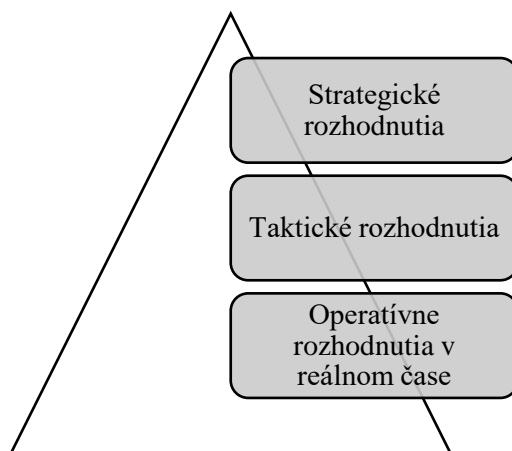 Strategické
rozhodnutia
Taktické rozhodnutia
Operatívne
rozhodnutia v
reálnom čase